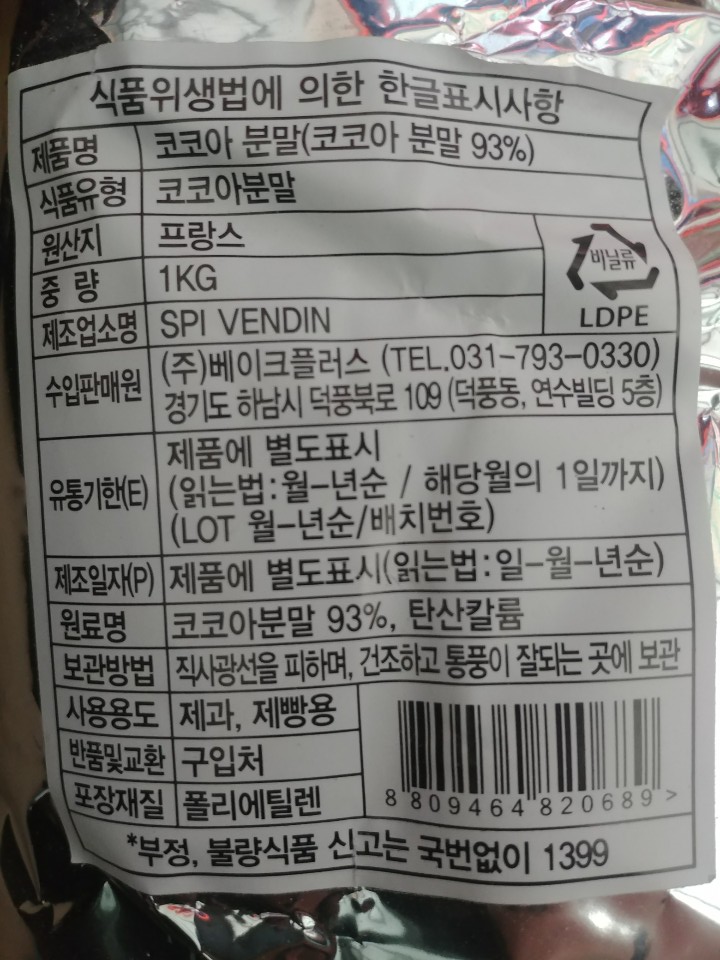 식품위생법에 의한 한글표시사항
제품명 코코아 분말(코코아 분말 93%)
식품유형 코코아분말
원산지 프랑스
중 량 1KG
비닐류
LDPE
제조업소명 SPI VENDIN
수입판매원 (주)베이크플러스 (TEL.031-793-0330)
경기도 하남시 덕풍북로 109 (덕풍동, 연수빌딩 5층)
유통기한(E) 제품에 별도표시
(읽는법:월-년순 / 해당월의 1일까지)
(LOT 월-년순/배치번호)
제조일자(P) 제품에 별도표시(읽는법:일-월-년순)
원료명 코코아분말 93%, 탄산칼륨
보관방법 직사광선을 피하며, 건조하고 통풍이 잘되는 곳에 보관
사용용도 제과, 제빵용
반품및교환 구입처
포장재질 폴리에틸렌
8 809464 820689 >
*부정, 불량식품 신고는 국번없이 1399